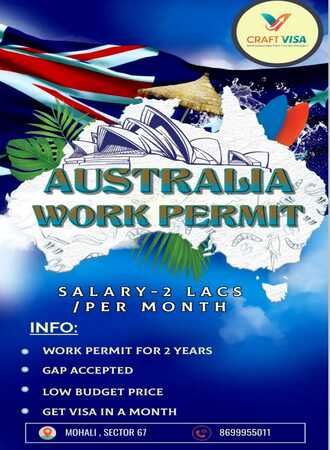 CRAFT VISA
AUSTRALIA
WORK PERMIT
SALARY-2 LACS
/PER MONTH
INFO:
WORK PERMIT FOR 2 YEARS
GAP ACCEPTED
LOW BUDGET PRICE
GET VISA IN A MONTH
MOHALI , SECTOR 67
8699955011